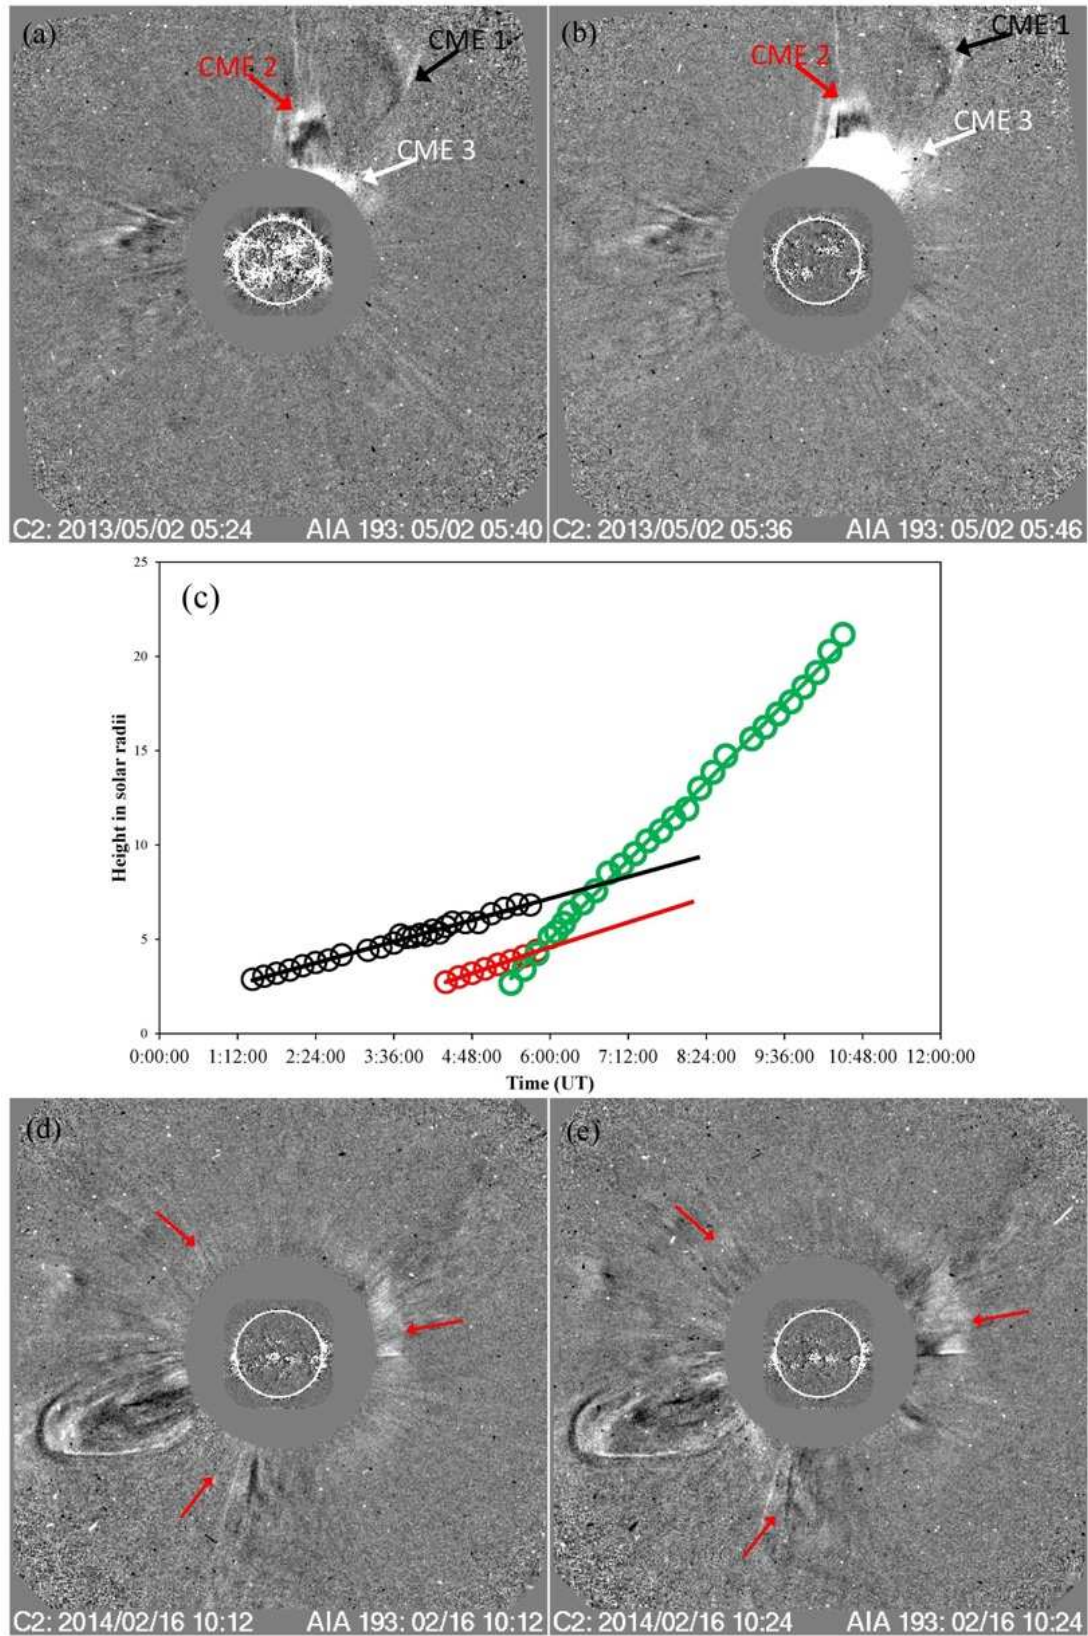 (a)
CME 1
CME 2
CME 3
C2: 2013/05/02 05:24 AIA 193: 05/02 05:40
(b)
CME 1
CME 2
CME 3
C2: 2013/05/02 05:36 AIA 193: 05/02 05:46
(c)
Height in solar radii
25
20
15
10
5
0
0:00:00 1:12:00 2:24:00 3:36:00 4:48:00 6:00:00 7:12:00 8:24:00 9:36:00 10:48:00 12:00:00
Time (UT)
(d)
C2: 2014/02/16 10:12 AIA 193: 02/16 10:12
(e)
C2: 2014/02/16 10:24 AIA 193: 02/16 10:24